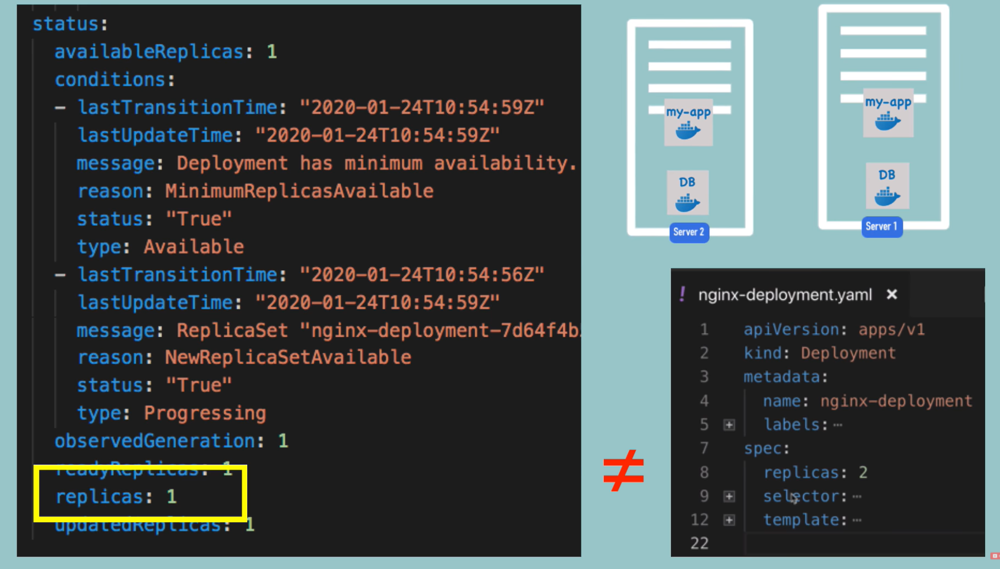 status:
availableReplicas: 1
conditions:
- lastTransitionTime: "2020-01-24T10:54:59Z"
lastUpdateTime: "2020-01-24T10:54:59Z"
message: Deployment has minimum availability.
reason: MinimumReplicasAvailable
status: "True"
type: Available
- lastTransitionTime: "2020-01-24T10:54:56Z"
lastUpdateTime: "2020-01-24T10:54:59Z"
message: ReplicaSet "nginx-deployment-7d64f4b
reason: NewReplicaSetAvailable
status: "True"
type: Progressing
observedGeneration: 1
readyReplicas: 1
replicas: 1
updatedReplicas: 1
my-app
DB
Server 2
my-app
DB
Server 1
≠
! nginx-deployment.yaml ×
1 apiVersion: apps/v1
2 kind: Deployment
3 metadata:
4 name: nginx-deployment
5 labels: ⋯
7 spec:
8 replicas: 2
9 selector: ⋯
12 template: ⋯
22